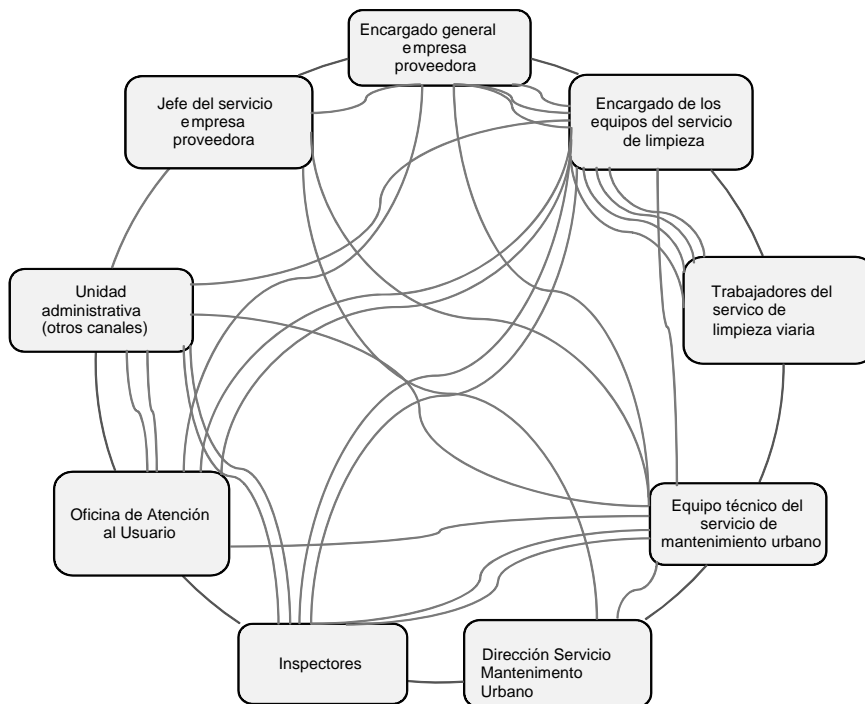 Encargado general
empresa
proveedora
Jefe del servicio
empresa
proveedora
Encargado de los
equipos del servicio
de limpieza
Unidad
administrativa
(otros canales)
Trabajadores del
servico de
limpieza viaria
Oficina de Atención
al Usuario
Equipo técnico del
servicio de
mantenimiento urbano
Inspectores
Dirección Servicio
Mantenimento
Urbano